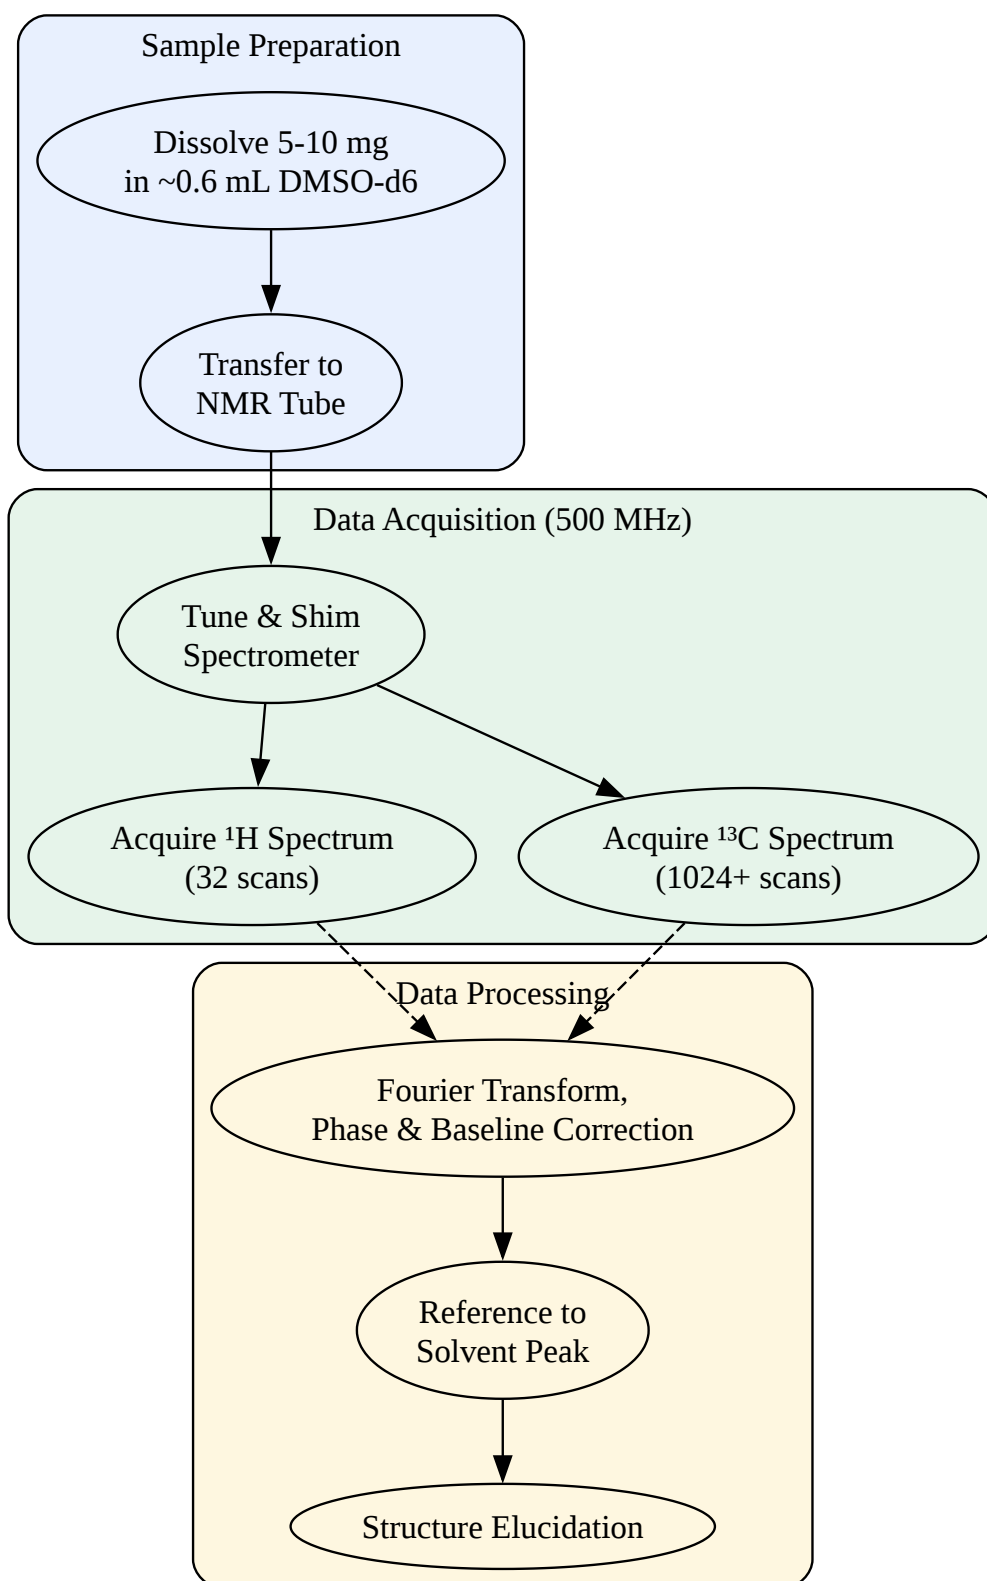 Sample Preparation
Dissolve 5-10 mg
in ~0.6 mL DMSO-d6
Transfer to
NMR Tube
Data Acquisition (500 MHz)
Tune & Shim
Spectrometer
Acquire ¹H Spectrum
(32 scans)
Acquire ¹³C Spectrum
(1024+ scans)
Data Processing
Fourier Transform,
Phase & Baseline Correction
Reference to
Solvent Peak
Structure Elucidation